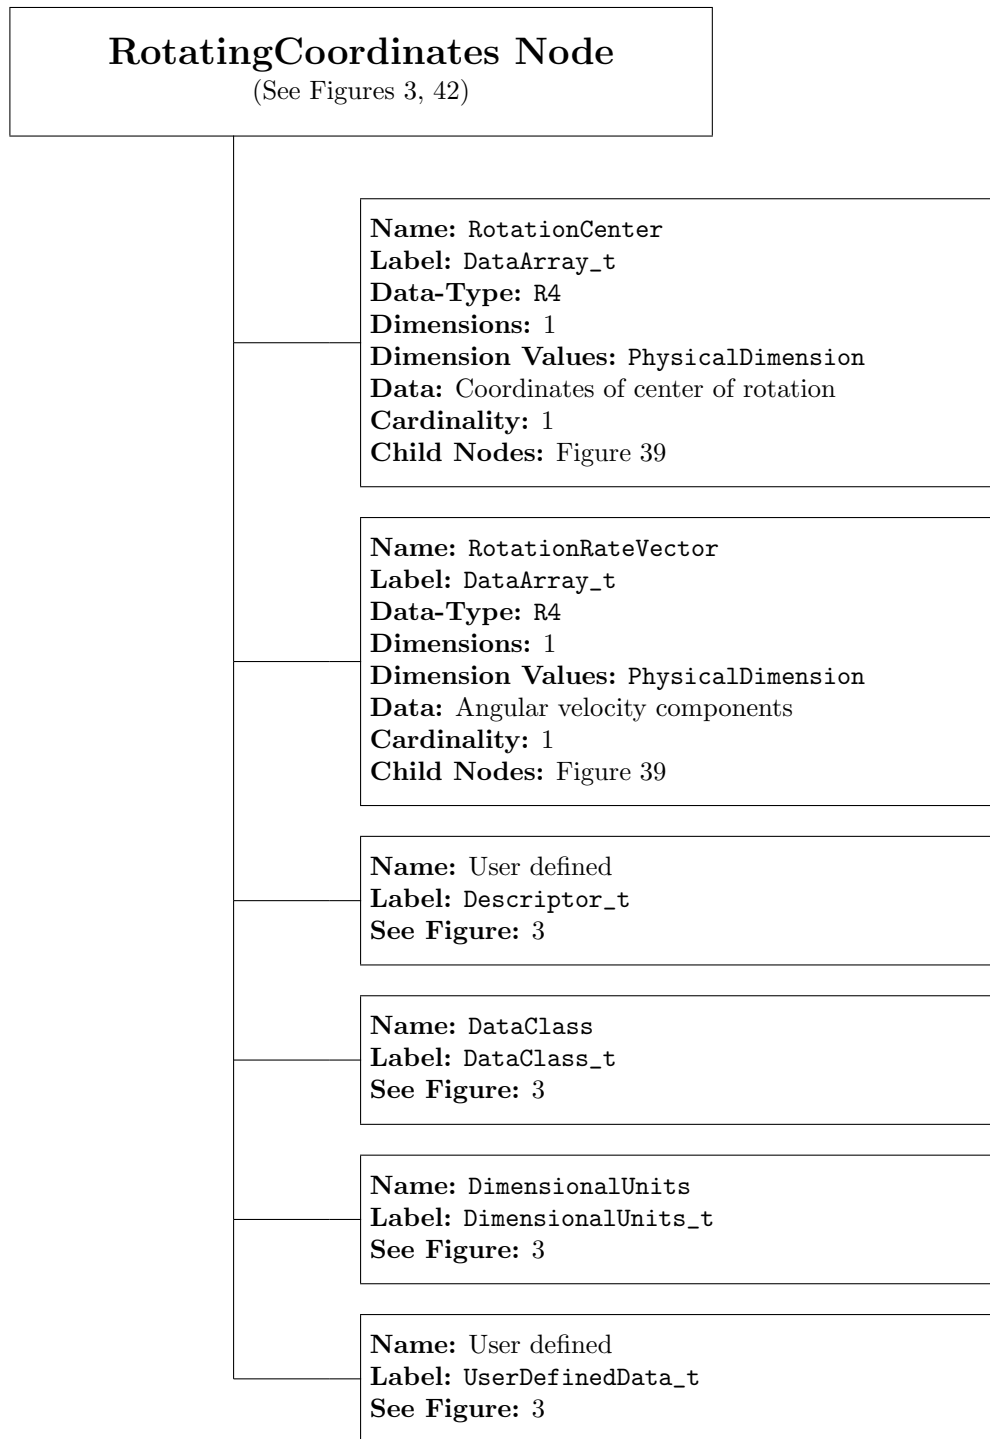 RotatingCoordinates Node
(See Figures 3, 42)
Name: RotationCenter
Label: DataArray_t
Data-Type: R4
Dimensions: 1
Dimension Values: PhysicalDimension
Data: Coordinates of center of rotation
Cardinality: 1
Child Nodes: Figure 39
Name: RotationRateVector
Label: DataArray_t
Data-Type: R4
Dimensions: 1
Dimension Values: PhysicalDimension
Data: Angular velocity components
Cardinality: 1
Child Nodes: Figure 39
Name: User defined
Label: Descriptor_t
See Figure: 3
Name: DataClass
Label: DataClass_t
See Figure: 3
Name: DimensionalUnits
Label: DimensionalUnits_t
See Figure: 3
Name: User defined
Label: UserDefinedData_t
See Figure: 3